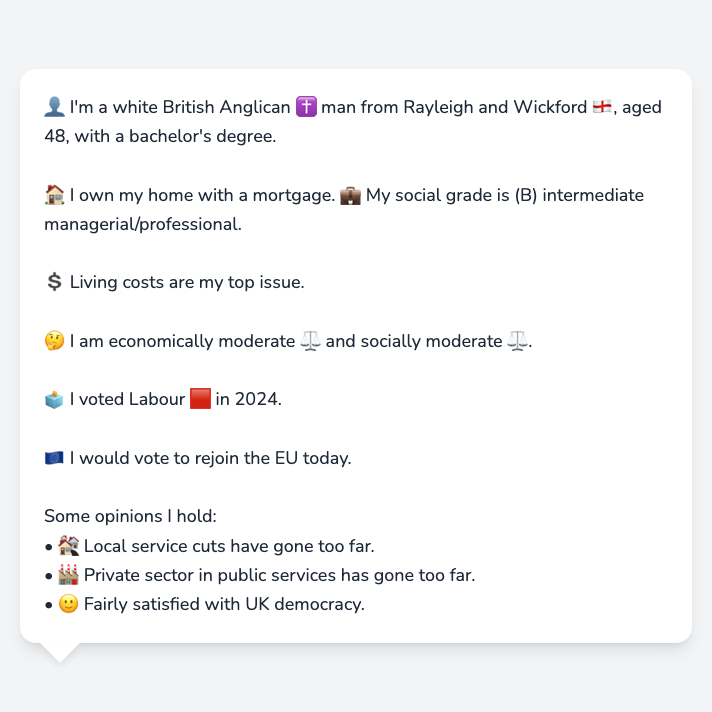 👤 I'm a white British Anglican ✝️ man from Rayleigh and Wickford 🏴󠁧󠁢󠁥󠁮󠁧󠁿, aged
48, with a bachelor's degree.
🏠 I own my home with a mortgage. 💼 My social grade is (B) intermediate
managerial/professional.
💲 Living costs are my top issue.
🤔 I am economically moderate ⚖️ and socially moderate ⚖️.
🗳️ I voted Labour 🟥 in 2024.
🇪🇺 I would vote to rejoin the EU today.
Some opinions I hold:
• 🏚️ Local service cuts have gone too far.
• 🏭 Private sector in public services has gone too far.
• 🙂 Fairly satisfied with UK democracy.